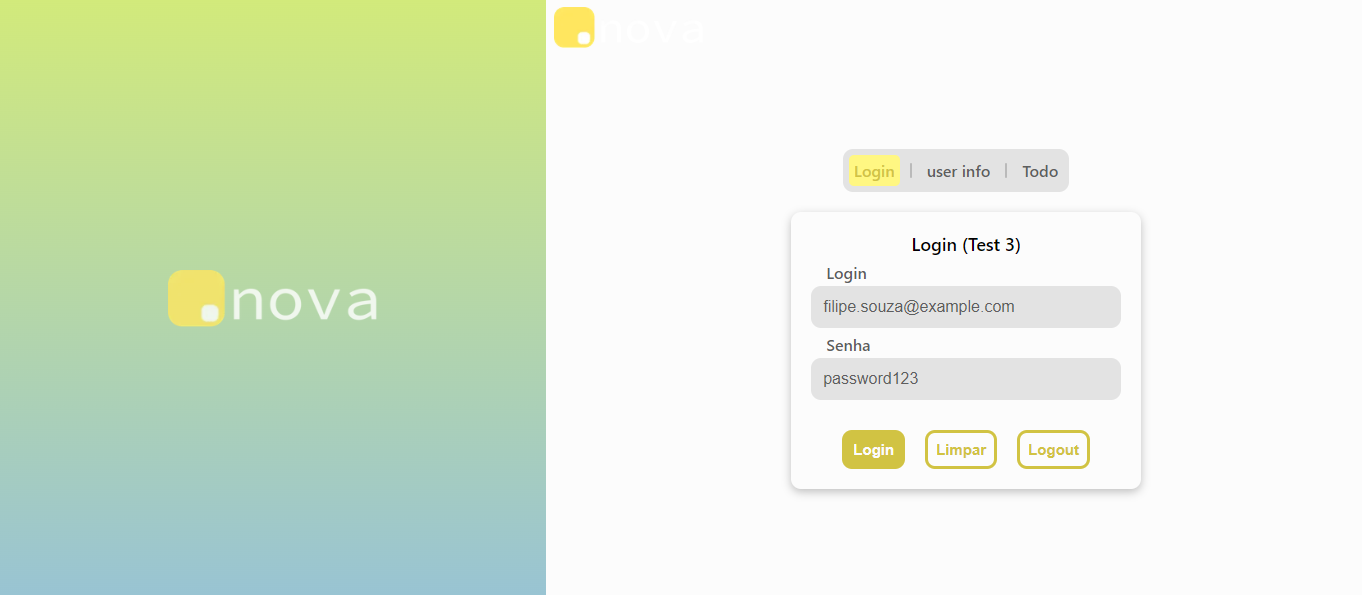 nova
nova
Login | user info | Todo
Login (Test 3)
Login
filipe.souza@example.com
Senha
password123
Login Limpar Logout